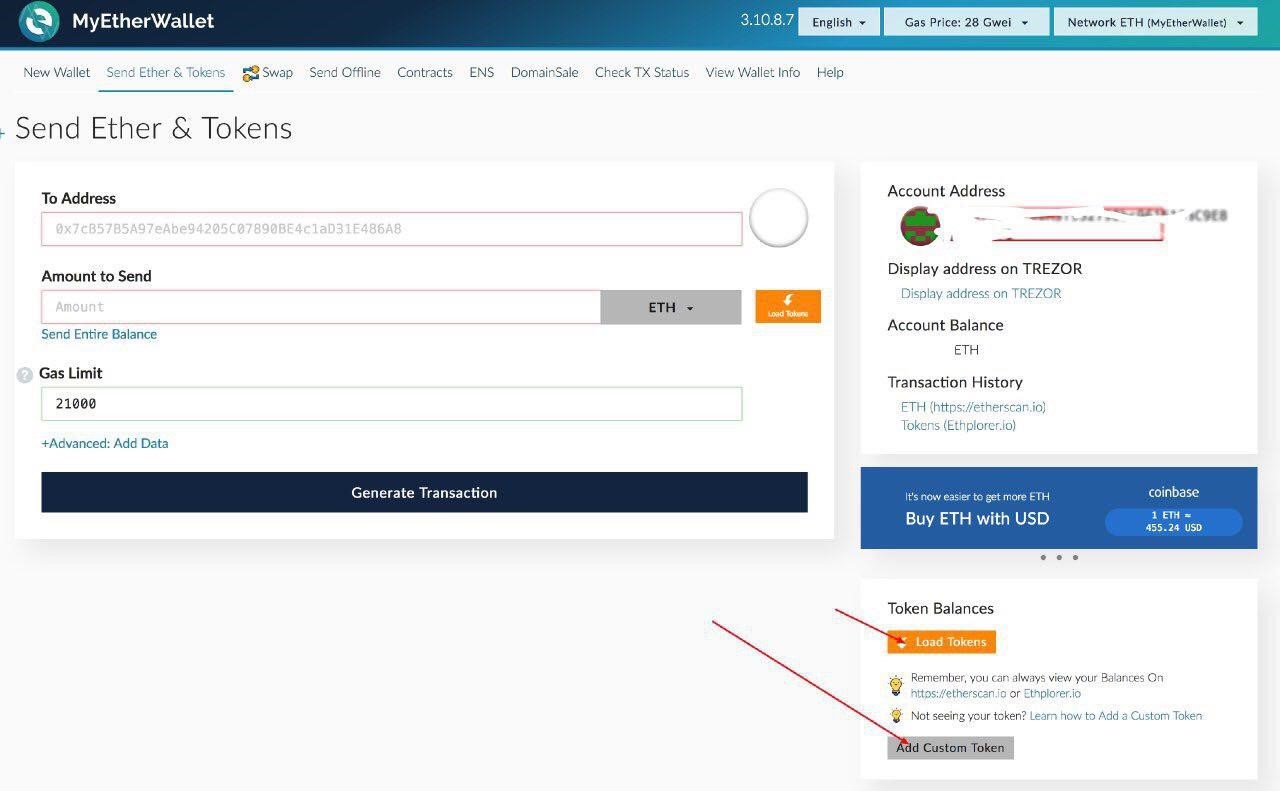 MyEtherWallet
3.10.8.7
English
Gas Price: 28 Gwei
Network ETH (MyEtherWallet)
New Wallet
Send Ether & Tokens
Swap
Send Offline
Contracts
ENS
DomainSale
Check TX Status
View Wallet Info
Help
+
Send Ether & Tokens
To Address
0x7cB57B5A97eAbe94205C07890BE4c1aD31E486A8
Amount to Send
Amount
ETH
Load Tokens
Send Entire Balance
? Gas Limit
21000
+Advanced: Add Data
Generate Transaction
Account Address
Display address on TREZOR
Display address on TREZOR
Account Balance
ETH
Transaction History
ETH (https://etherscan.io)
Tokens (Ethplorer.io)
It's now easier to get more ETH
Buy ETH with USD
coinbase
1 ETH ≈
455.24 USD
Token Balances
Load Tokens
Remember, you can always view your Balances On
https://etherscan.io or Ethplorer.io
Not seeing your token? Learn how to Add a Custom Token
Add Custom Token